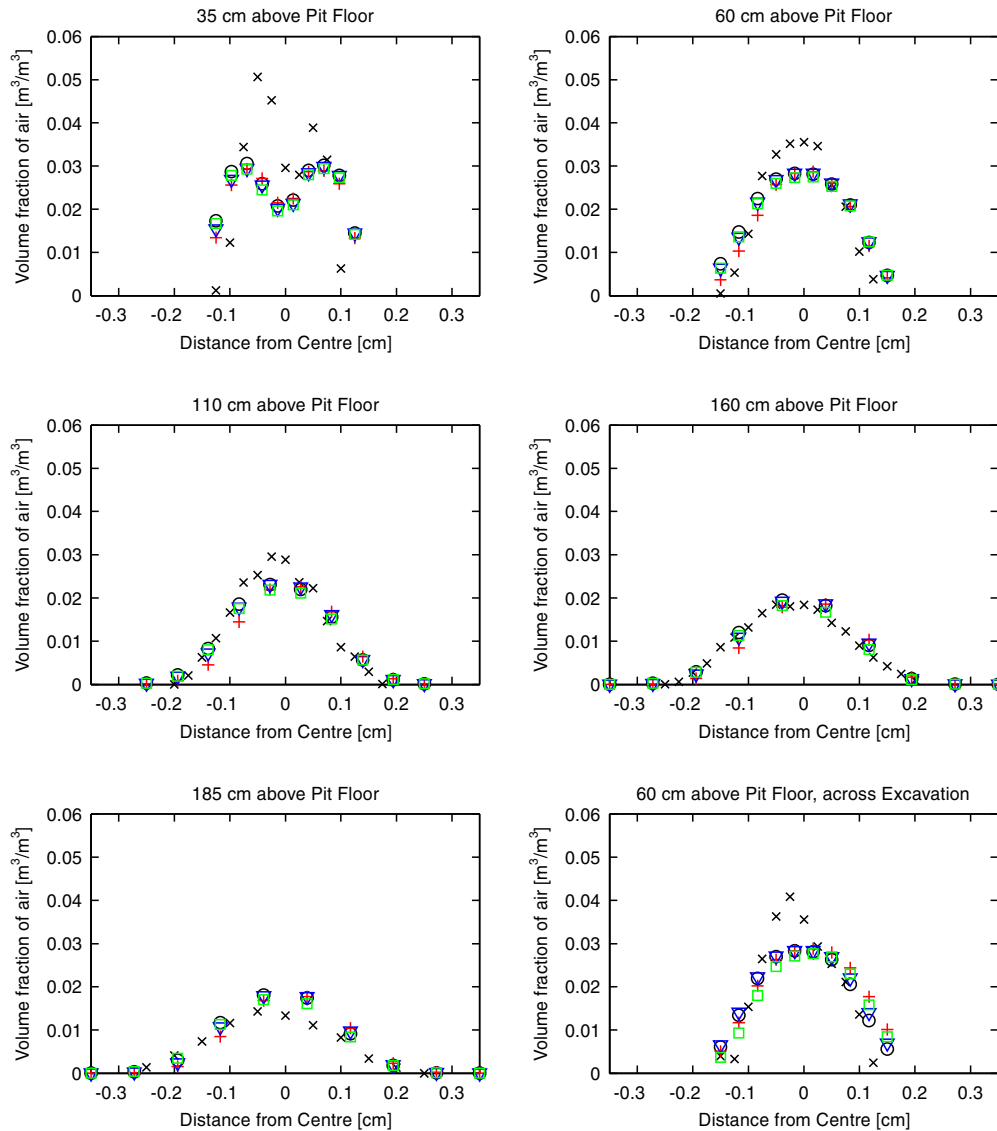 35 cm above Pit Floor
Volume fraction of air [m³/m³]
0.06
0.05
0.04
0.03
0.02
0.01
0
-0.3 -0.2 -0.1 0 0.1 0.2 0.3
Distance from Centre [cm]
60 cm above Pit Floor
Volume fraction of air [m³/m³]
0.06
0.05
0.04
0.03
0.02
0.01
0
-0.3 -0.2 -0.1 0 0.1 0.2 0.3
Distance from Centre [cm]
110 cm above Pit Floor
Volume fraction of air [m³/m³]
0.06
0.05
0.04
0.03
0.02
0.01
0
-0.3 -0.2 -0.1 0 0.1 0.2 0.3
Distance from Centre [cm]
160 cm above Pit Floor
Volume fraction of air [m³/m³]
0.06
0.05
0.04
0.03
0.02
0.01
0
-0.3 -0.2 -0.1 0 0.1 0.2 0.3
Distance from Centre [cm]
185 cm above Pit Floor
Volume fraction of air [m³/m³]
0.06
0.05
0.04
0.03
0.02
0.01
0
-0.3 -0.2 -0.1 0 0.1 0.2 0.3
Distance from Centre [cm]
60 cm above Pit Floor, across Excavation
Volume fraction of air [m³/m³]
0.06
0.05
0.04
0.03
0.02
0.01
0
-0.3 -0.2 -0.1 0 0.1 0.2 0.3
Distance from Centre [cm]